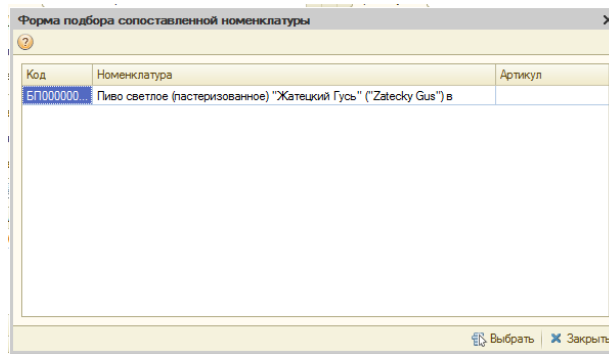 Форма подбора сопоставленной номенклатуры
Код Номенклатура Артикул
БП000000... Пиво светлое (пастеризованное) "Жатецкий Гусь" ("Zatecky Gus") в
Выбрать Закрыть